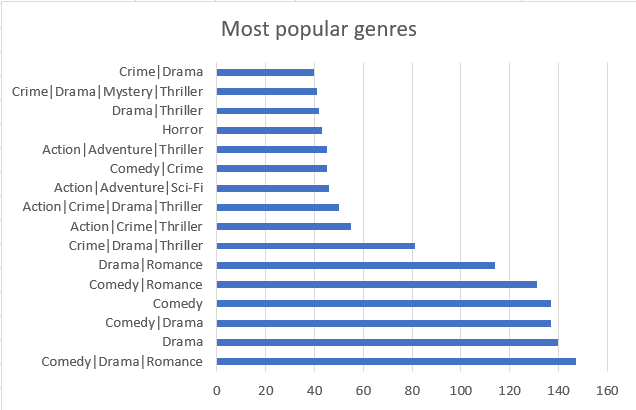 Most popular genres
Crime|Drama
Crime|Drama|Mystery|Thriller
Drama|Thriller
Horror
Action|Adventure|Thriller
Comedy|Crime
Action|Adventure|Sci-Fi
Action|Crime|Drama|Thriller
Action|Crime|Thriller
Crime|Drama|Thriller
Drama|Romance
Comedy|Romance
Comedy
Comedy|Drama
Drama
Comedy|Drama|Romance
0 20 40 60 80 100 120 140 160